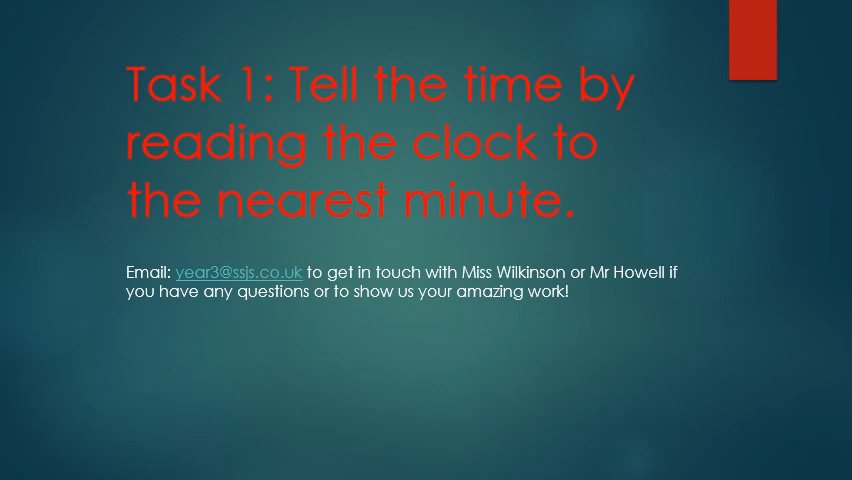 Task 1: Tell the time by
reading the clock to
the nearest minute.
Email: year3@ssjs.co.uk to get in touch with Miss Wilkinson or Mr Howell if
you have any questions or to show us your amazing work!